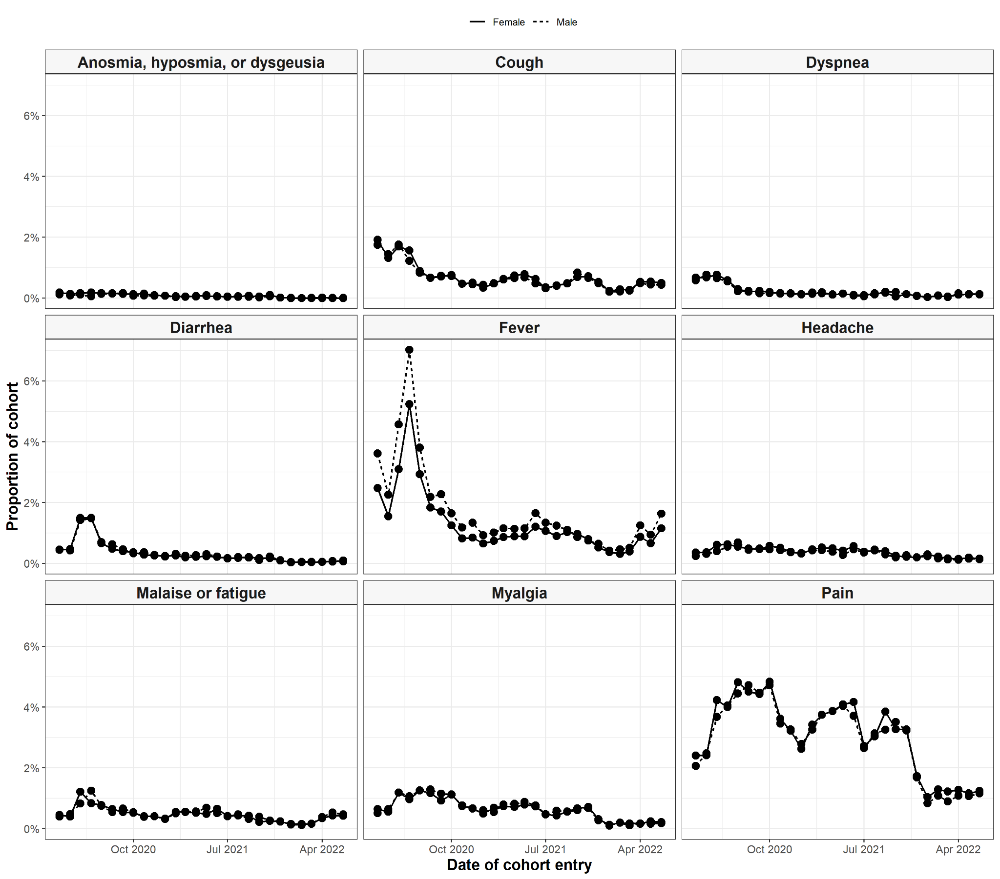 Female Male
Anosmia, hyposmia, or dysgeusia
Cough
Dyspnea
6%
4%
2%
0%
Diarrhea
Fever
Headache
6%
4%
2%
0%
Proportion of cohort
Malaise or fatigue
Myalgia
Pain
6%
4%
2%
0%
Oct 2020 Jul 2021 Apr 2022
Oct 2020 Jul 2021 Apr 2022
Oct 2020 Jul 2021 Apr 2022
Date of cohort entry